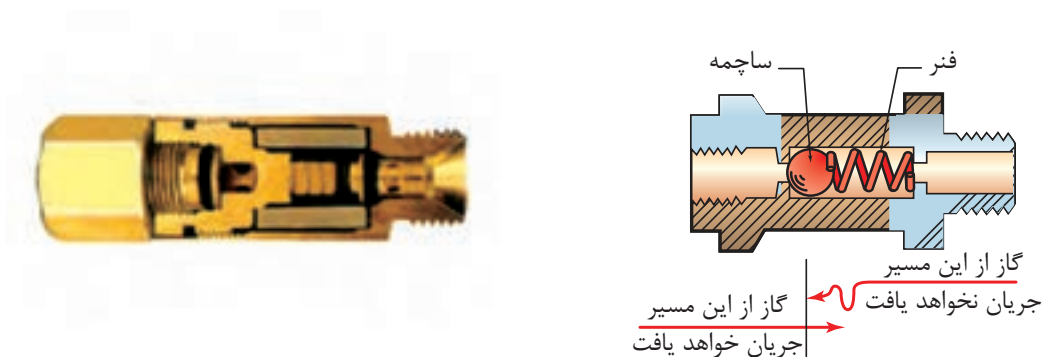 فنر
ساچمه
گاز از این مسیر
جریان نخواهد یافت
گاز از این مسیر
جریان خواهد یافت